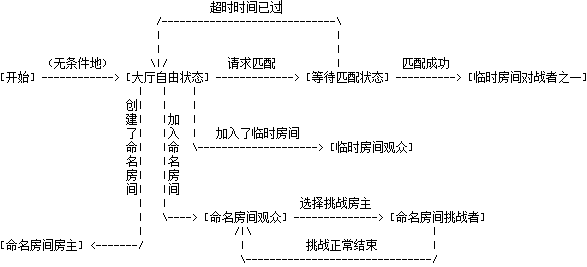 超时时间已过
（无条件地） 请求匹配 匹配成功
[开始] [大厅自由状态] [等待匹配状态] [临时房间对战者之一]
创建了命名房间
加入命名房间
加入了临时房间
[临时房间观众]
选择挑战房主
[命名房间观众] [命名房间挑战者]
[命名房间房主] 挑战正常结束